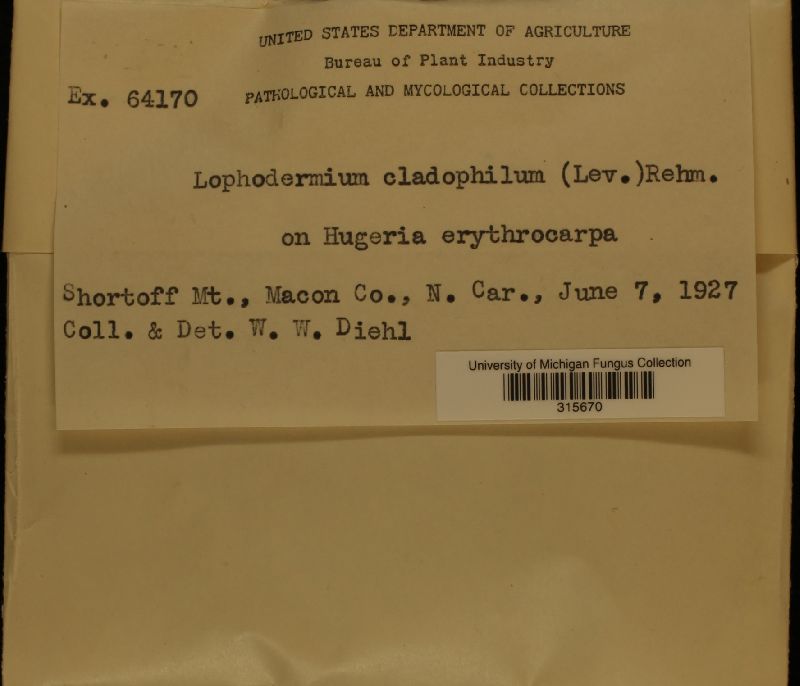 UNITED STATES DEPARTMENT OF AGRICULTURE
Bureau of Plant Industry
Ex. 64170 PATHOLOGICAL AND MYCOLOGICAL COLLECTIONS
Lophodermium cladophilum (Lev.)Rehm.
on Hugeria erythrocarpa
Shortoff Mt., Macon Co., N. Car., June 7, 1927
Coll. & Det. W. W. Diehl
University of Michigan Fungus Collection
315670